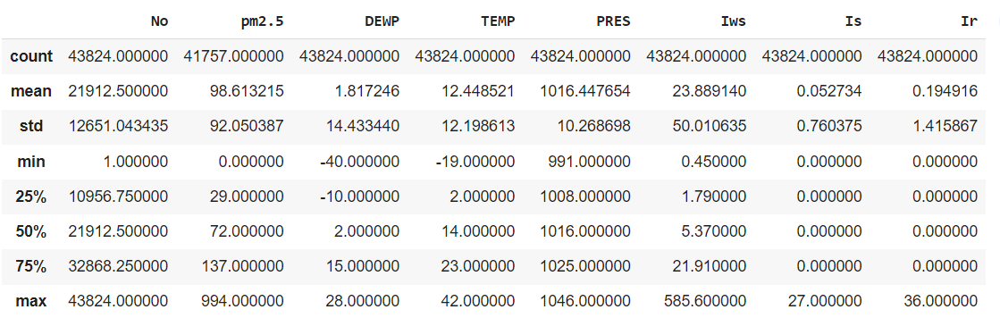 No pm2.5 DEWP TEMP PRES Iws Is Ir
count 43824.000000 41757.000000 43824.000000 43824.000000 43824.000000 43824.000000 43824.000000 43824.000000
mean 21912.500000 98.613215 1.817246 12.448521 1016.447654 23.889140 0.052734 0.194916
std 12651.043435 92.050387 14.433440 12.198613 10.268698 50.010635 0.760375 1.415867
min 1.000000 0.000000 -40.000000 -19.000000 991.000000 0.450000 0.000000 0.000000
25% 10956.750000 29.000000 -10.000000 2.000000 1008.000000 1.790000 0.000000 0.000000
50% 21912.500000 72.000000 2.000000 14.000000 1016.000000 5.370000 0.000000 0.000000
75% 32868.250000 137.000000 15.000000 23.000000 1025.000000 21.910000 0.000000 0.000000
max 43824.000000 994.000000 28.000000 42.000000 1046.000000 585.600000 27.000000 36.000000